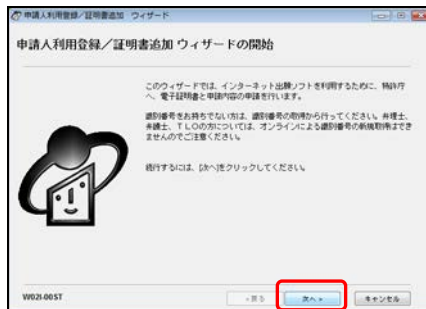 申請人利用登録／証明書追加 ウィザード
申請人利用登録／証明書追加 ウィザードの開始
このウィザードでは、インターネット出願ソフトを利用するために、特許庁
へ、電子証明書と申請内容の申請を行います。
識別番号をお持ちでない方は、識別番号の取得から行ってください。弁理士、
弁護士、ＴＬＯの方については、オンラインによる識別番号の新規取得はでき
ませんのでご注意ください。
続行するには、[次へ]をクリックしてください。
W021-00ST
＜戻る
次へ＞
キャンセル